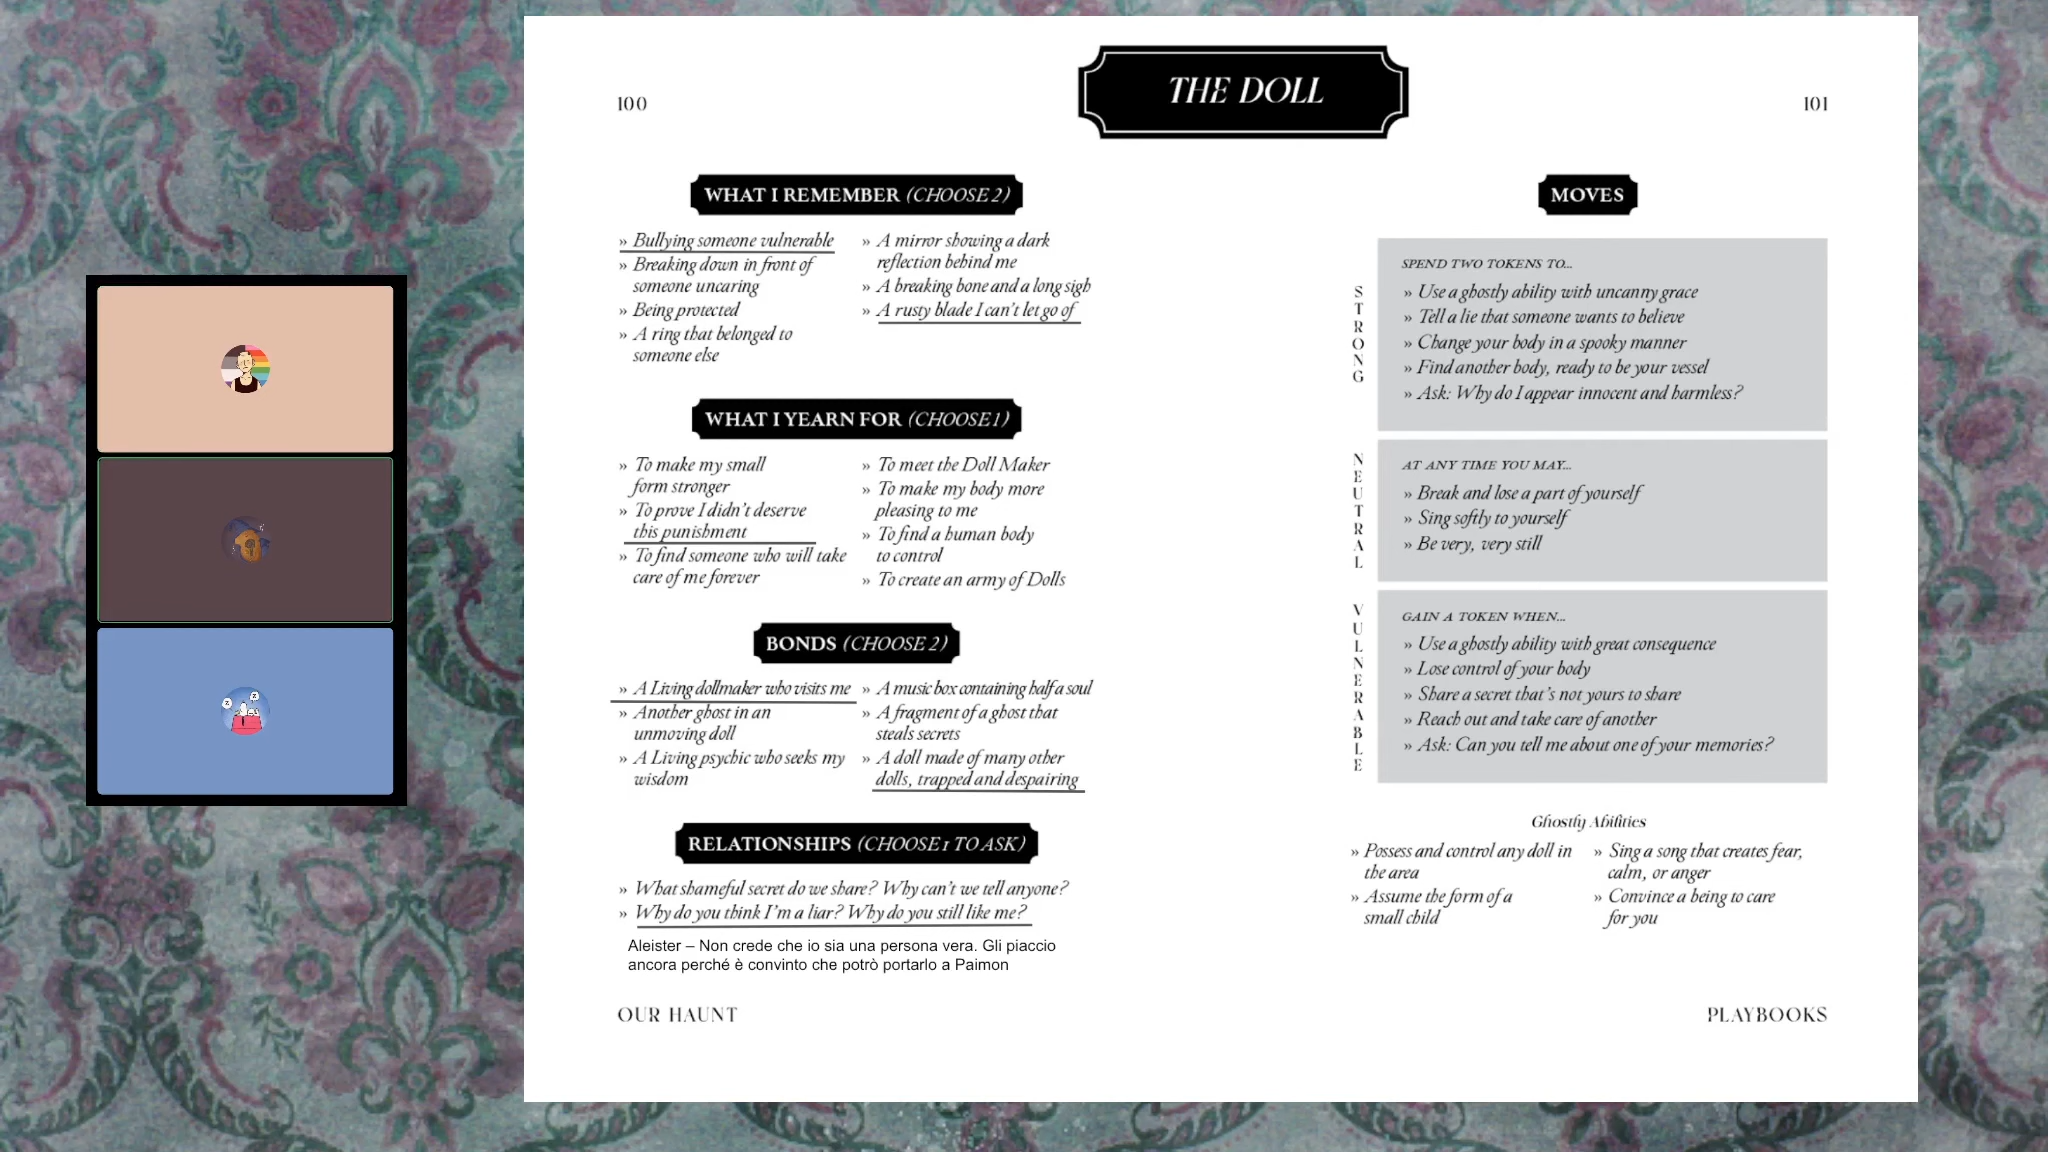 THE DOLL
100
101
WHAT I REMEMBER (CHOOSE 2)
» Bullying someone vulnerable
» Breaking down in front of
someone uncaring
» Being protected
» A ring that belonged to
someone else
» A mirror showing a dark
reflection behind me
» A breaking bone and a long sigh
» A rusty blade I can't let go of
WHAT I YEARN FOR (CHOOSE 1)
» To make my small
form stronger
» To prove I didn't deserve
this punishment
» To find someone who will take
care of me forever
» To meet the Doll Maker
» To make my body more
pleasing to me
» To find a human body
to control
» To create an army of Dolls
BONDS (CHOOSE 2)
» A Living dollmaker who visits me
» Another ghost in an
unmoving doll
» A Living psychic who seeks my
wisdom
» A music box containing half a soul
» A fragment of a ghost that
steals secrets
» A doll made of many other
dolls, trapped and despairing
RELATIONSHIPS (CHOOSE 1 TO ASK)
» What shameful secret do we share? Why can't we tell anyone?
» Why do you think I'm a liar? Why do you still like me?
Aleister – Non crede che io sia una persona vera. Gli piaccio
ancora perché è convinto che potrò portarlo a Paimon
OUR HAUNT
MOVES
STRONG
SPEND TWO TOKENS TO...
» Use a ghostly ability with uncanny grace
» Tell a lie that someone wants to believe
» Change your body in a spooky manner
» Find another body, ready to be your vessel
» Ask: Why do I appear innocent and harmless?
NEUTRAL
AT ANY TIME YOU MAY...
» Break and lose a part of yourself
» Sing softly to yourself
» Be very, very still
VULNERABLE
GAIN A TOKEN WHEN...
» Use a ghostly ability with great consequence
» Lose control of your body
» Share a secret that's not yours to share
» Reach out and take care of another
» Ask: Can you tell me about one of your memories?
Ghostly Abilities
» Possess and control any doll in
the area
» Assume the form of a
small child
» Sing a song that creates fear,
calm, or anger
» Convince a being to care
for you
PLAYBOOKS